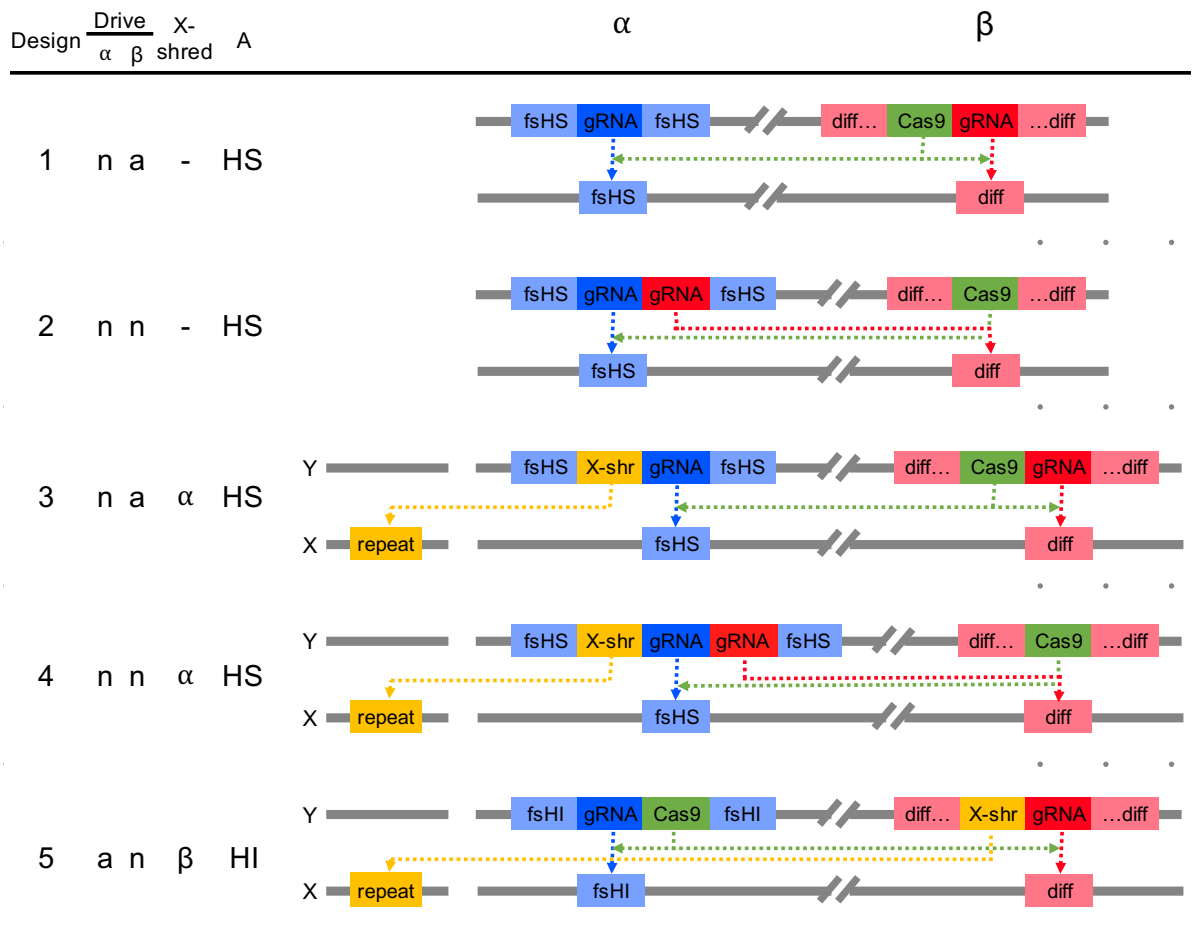 Design Drive X-shred A α β
α β
fsHS gRNA fsHS diff... Cas9 gRNA ...diff
1 n a - HS
fsHS diff
fsHS gRNA gRNA fsHS diff... Cas9 ...diff
2 n n - HS
fsHS diff
Y fsHS X-shr gRNA fsHS diff... Cas9 gRNA ...diff
3 n a α HS
X repeat fsHS diff
Y fsHS X-shr gRNA gRNA fsHS diff... Cas9 ...diff
4 n n α HS
X repeat fsHS diff
Y fsHI gRNA Cas9 fsHI diff... X-shr gRNA ...diff
5 a n β HI
X repeat fsHI diff